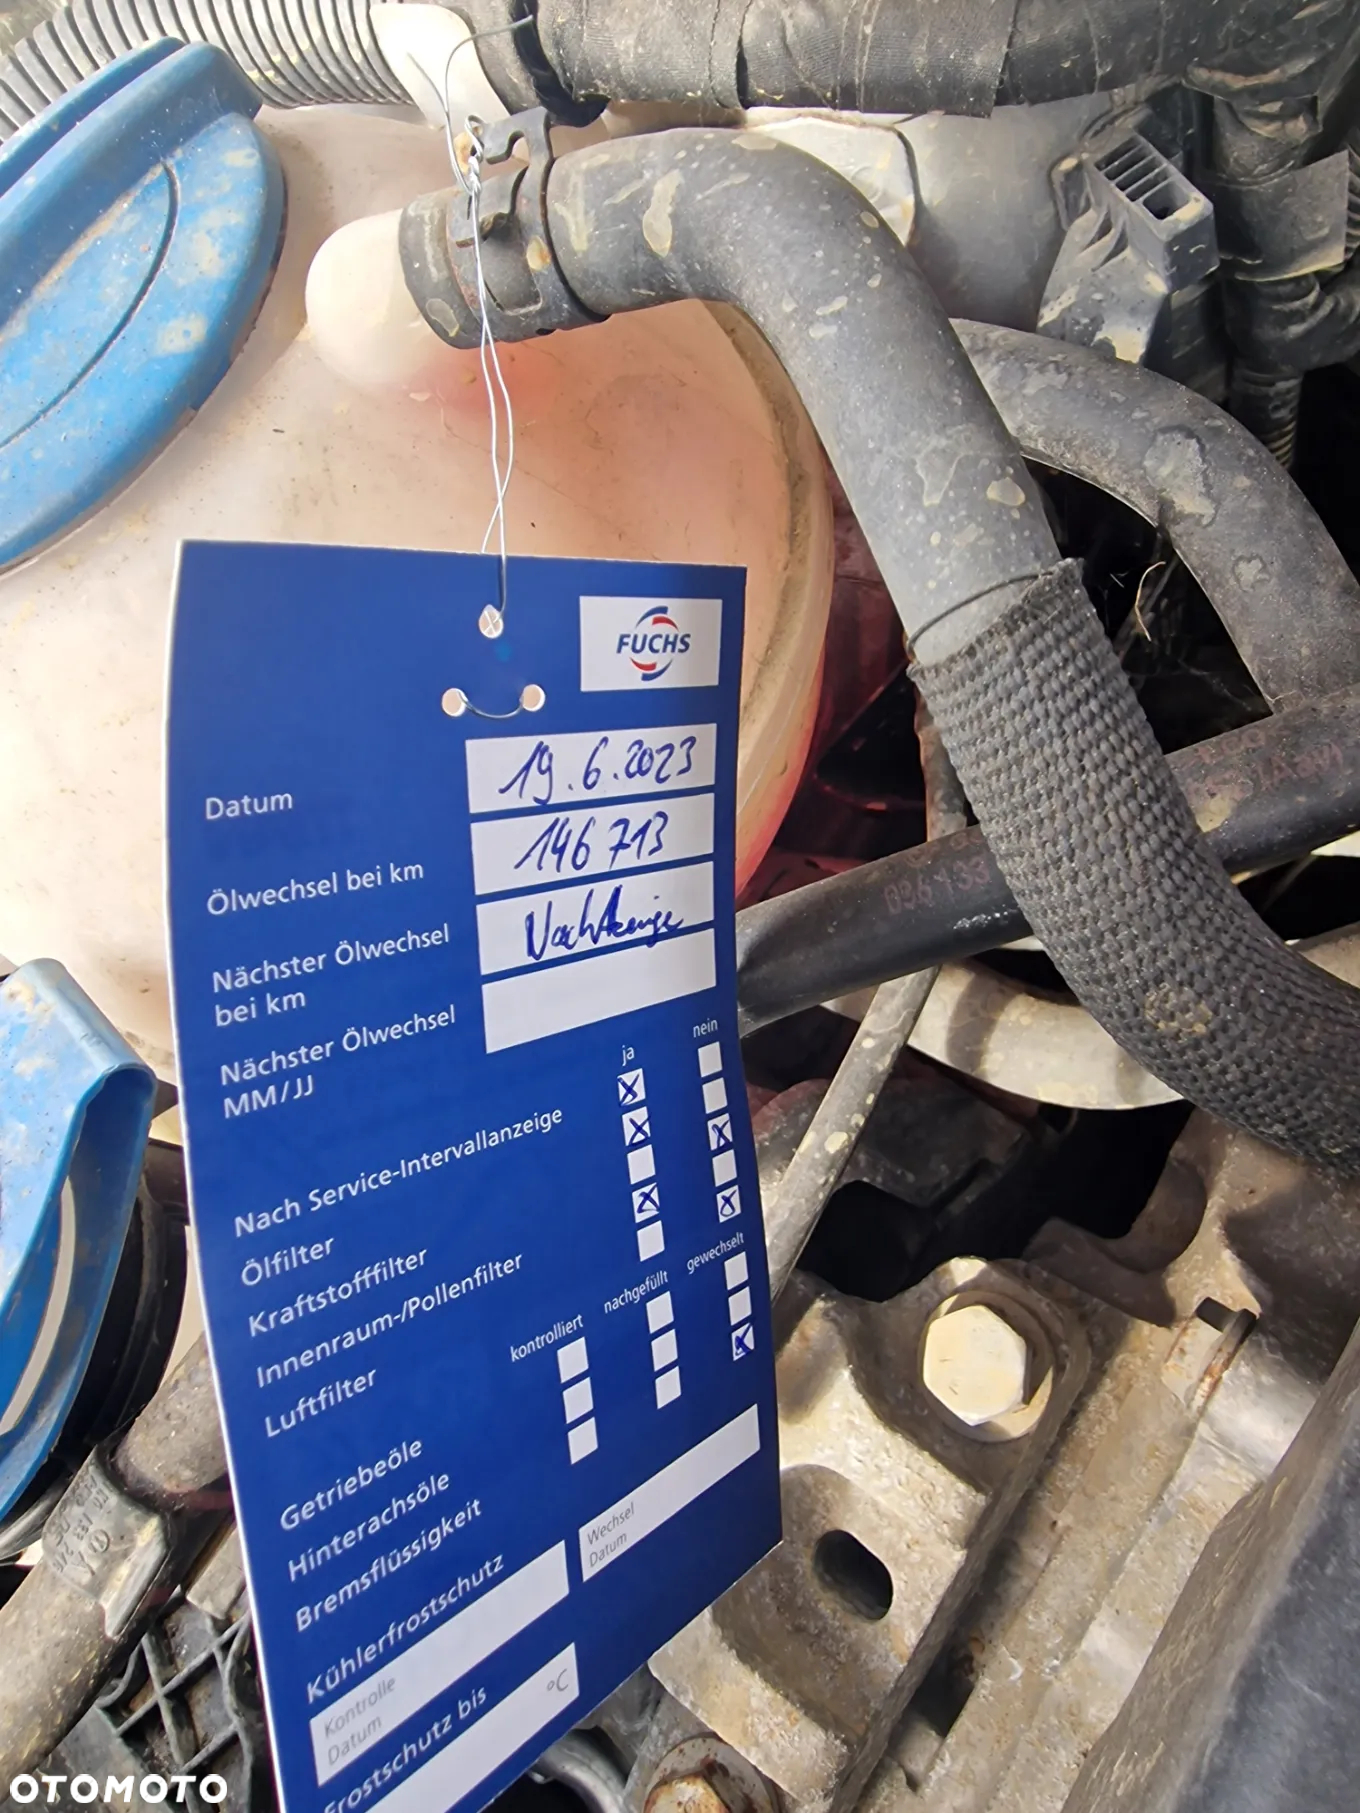 FUCHS
Datum 19.6.2023
Ölwechsel bei km 146 713
Nächster Ölwechsel
bei km
Nach Anzeige
Nächster Ölwechsel
MM/JJ
ja nein
Nach Service-Intervallanzeige
Ölfilter
Kraftstofffilter
Innenraum-/Pollenfilter
Luftfilter
kontrolliert nachgefüllt gewechselt
Getriebeöle
Hinterachsöle
Bremsflüssigkeit
Kühlerfrostschutz
Kontrolle
Datum
Wechsel
Datum
Frostschutz bis °C
OTOMOTO